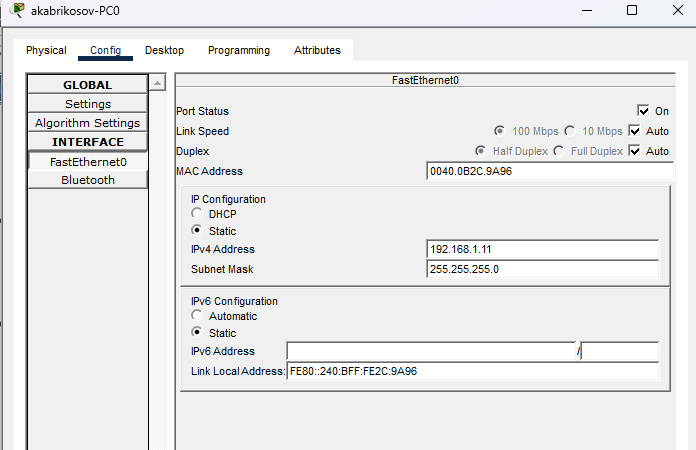 akabrikosov-PC0
Physical Config Desktop Programming Attributes
GLOBAL
Settings
Algorithm Settings
INTERFACE
FastEthernet0
Bluetooth
FastEthernet0
Port Status On
Link Speed 100 Mbps 10 Mbps Auto
Duplex Half Duplex Full Duplex Auto
MAC Address 0040.0B2C.9A96
IP Configuration
DHCP
Static
IPv4 Address 192.168.1.11
Subnet Mask 255.255.255.0
IPv6 Configuration
Automatic
Static
IPv6 Address /
Link Local Address: FE80::240:BFF:FE2C:9A96